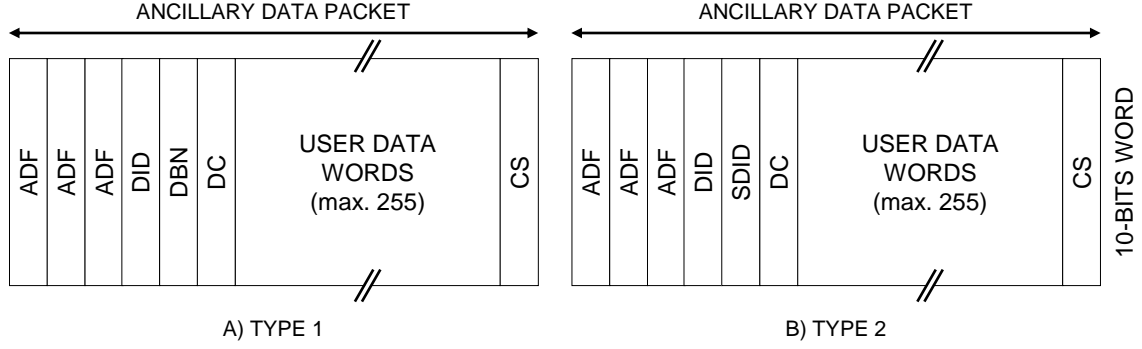 ANCILLARY DATA PACKET
ADF
ADF
ADF
DID
DBN
DC
USER DATA
WORDS
(max. 255)
CS
A) TYPE 1
ANCILLARY DATA PACKET
ADF
ADF
ADF
DID
SDID
DC
USER DATA
WORDS
(max. 255)
CS
10-BITS WORD
B) TYPE 2